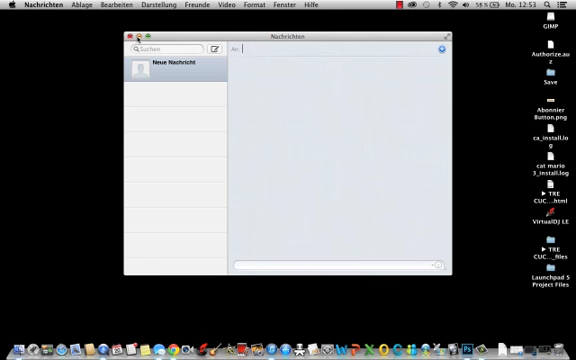 Nachrichten Ablage Bearbeiten Darstellung Freunde Video Format Fenster Hilfe 58 % Mo. 12:53
Nachrichten
Suchen
An:
Neue Nachricht
GIMP
Authorize.au
z
Save
Abonnier
Button.png
ca_install.lo
g
cat mario
3_install.log
▶ TRE
CUC....html
VirtualDJ LE
▶ TRE
CUC..._files
Launchpad S
Project Files